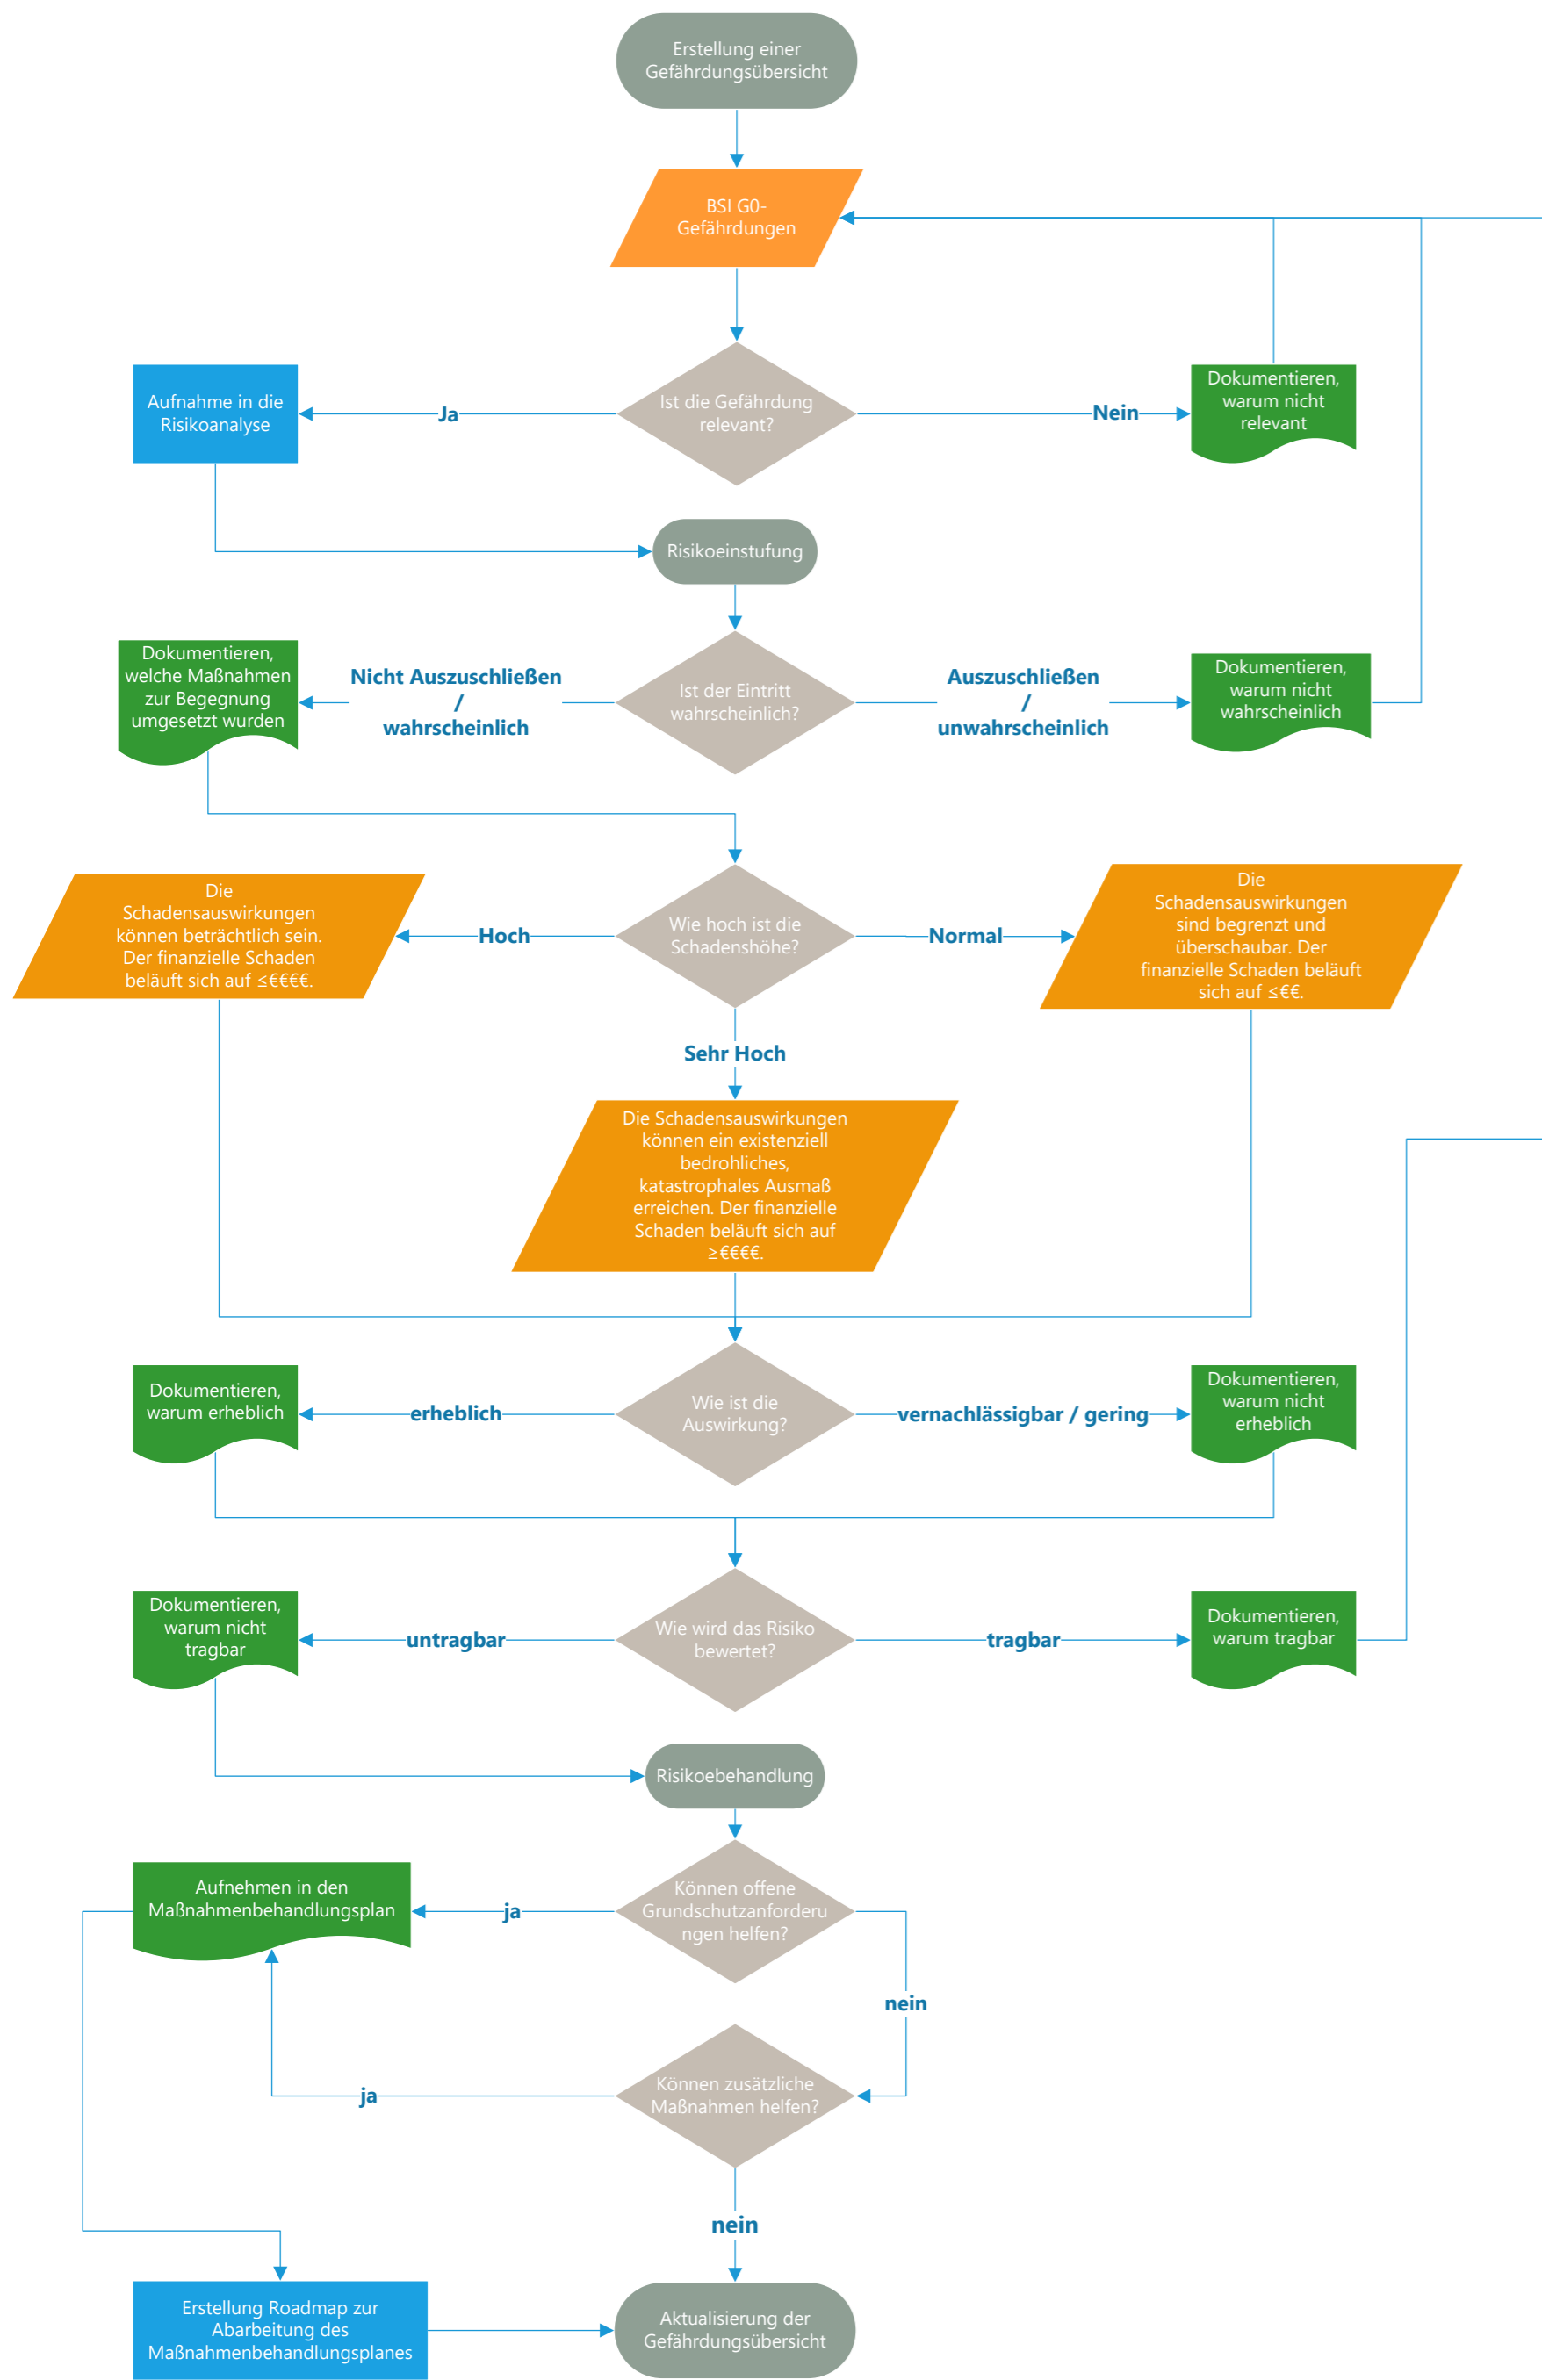 Erstellung einer
Gefährdungsübersicht
BSI G0-
Gefährdungen
Aufnahme in die
Risikoanalyse
Ja
Ist die Gefährdung
relevant?
Nein
Dokumentieren,
warum nicht
relevant
Risikoeinstufung
Dokumentieren,
welche Maßnahmen
zur Begegnung
umgesetzt wurden
Nicht Auszuschließen
/
wahrscheinlich
Ist der Eintritt
wahrscheinlich?
Auszuschließen
/
unwahrscheinlich
Dokumentieren,
warum nicht
wahrscheinlich
Die
Schadensauswirkungen
können beträchtlich sein.
Der finanzielle Schaden
beläuft sich auf ≤€€€€.
Hoch
Wie hoch ist die
Schadenshöhe?
Normal
Die
Schadensauswirkungen
sind begrenzt und
überschaubar. Der
finanzielle Schaden beläuft
sich auf ≤€€.
Sehr Hoch
Die Schadensauswirkungen
können ein existenziell
bedrohliches,
katastrophales Ausmaß
erreichen. Der finanzielle
Schaden beläuft sich auf
≥€€€€.
Dokumentieren,
warum erheblich
erheblich
Wie ist die
Auswirkung?
vernachlässigbar / gering
Dokumentieren,
warum nicht
erheblich
Dokumentieren,
warum nicht
tragbar
untragbar
Wie wird das Risiko
bewertet?
tragbar
Dokumentieren,
warum tragbar
Risikoebehandlung
Aufnehmen in den
Maßnahmenbehandlungsplan
ja
Können offene
Grundschutzanforderu
ngen helfen?
nein
ja
Können zusätzliche
Maßnahmen helfen?
nein
Erstellung Roadmap zur
Abarbeitung des
Maßnahmenbehandlungsplanes
Aktualisierung der
Gefährdungsübersicht